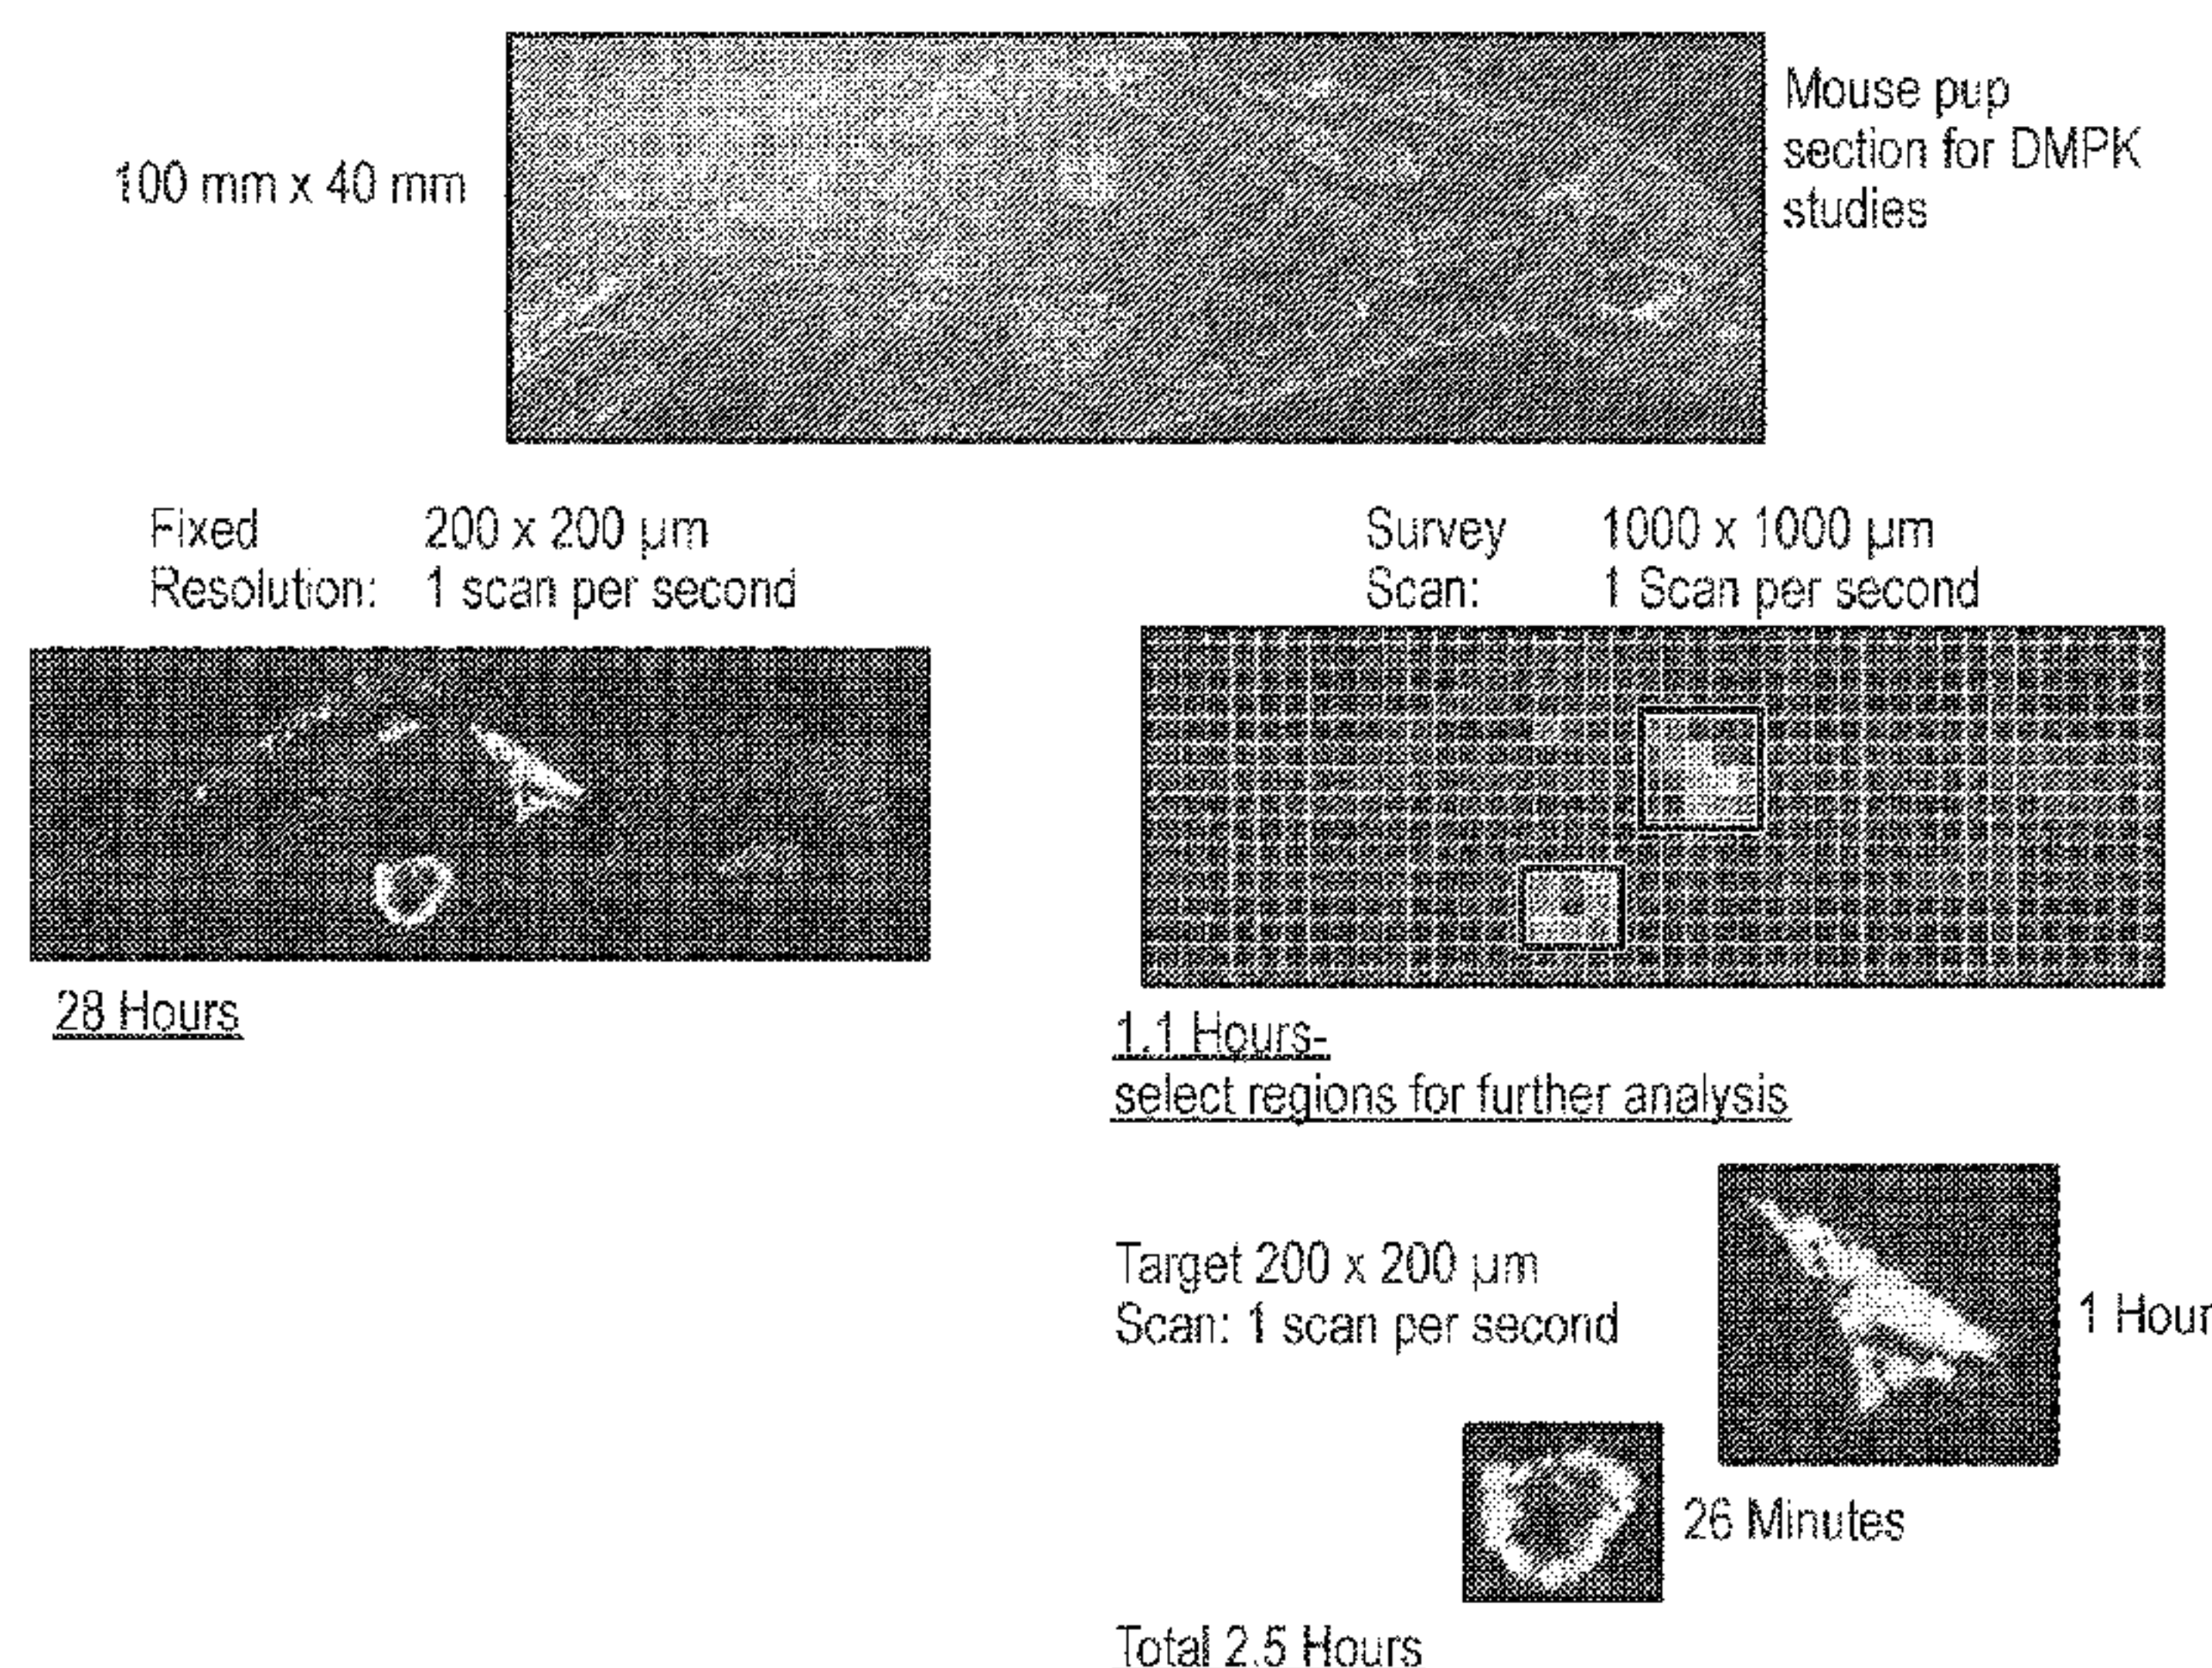 100 mm x 40 mm
Mouse pup
section for DMPK
studies
Fixed 200 x 200 µm
Resolution: 1 scan per second
Survey 1000 x 1000 µm
Scan: 1 Scan per second
28 Hours
1.1 Hours-
select regions for further analysis
Target 200 x 200 µm
Scan: 1 scan per second
1 Hour
26 Minutes
Total 2.5 Hours